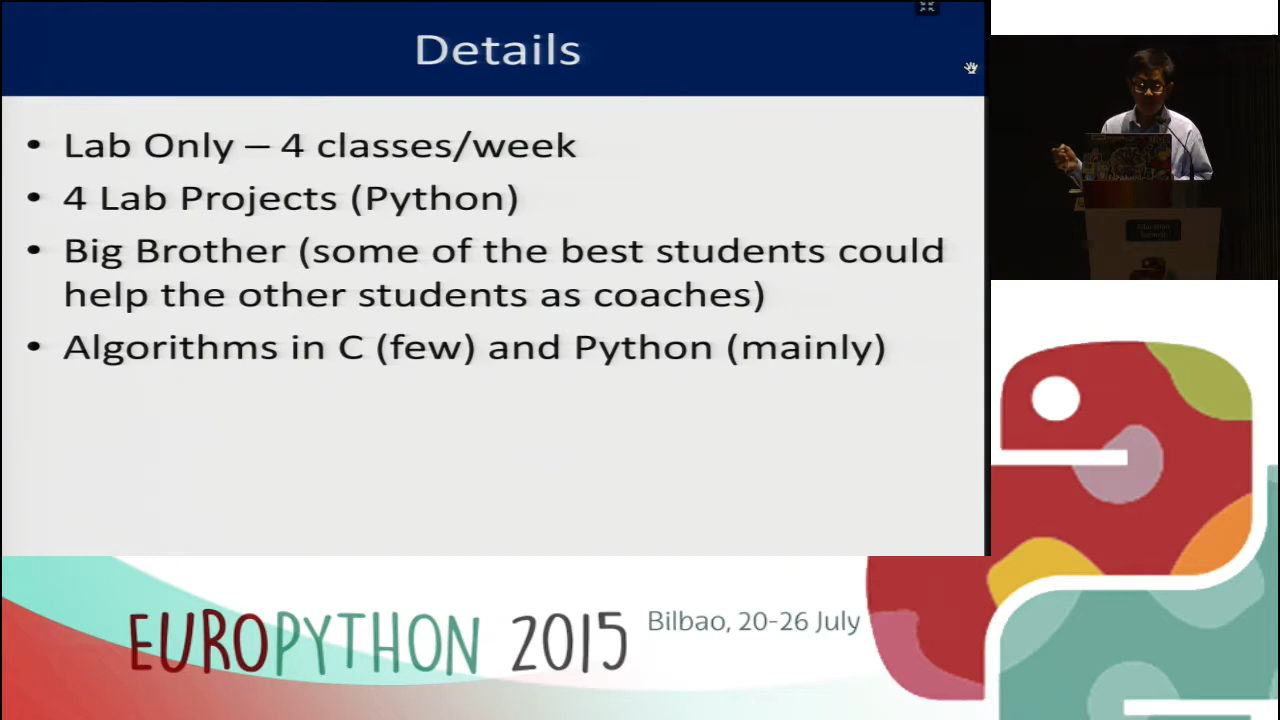 Details
• Lab Only – 4 classes/week
• 4 Lab Projects (Python)
• Big Brother (some of the best students could
help the other students as coaches)
• Algorithms in C (few) and Python (mainly)
EUROPYTHON 2015
Bilbao, 20-26 July